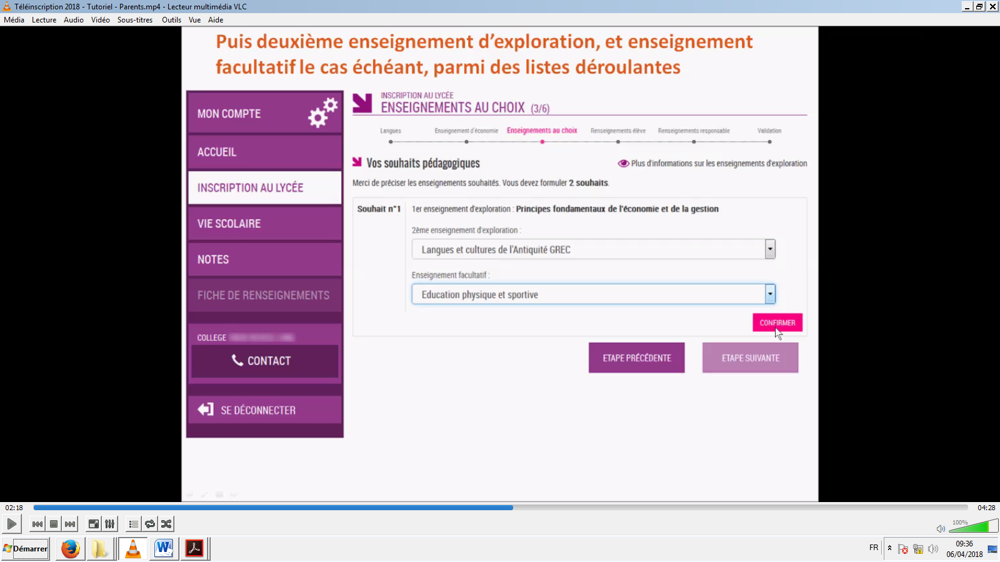 Téléinscription 2018 - Tutoriel - Parents.mp4 - Lecteur multimédia VLC
Média Lecture Audio Vidéo Sous-titres Outils Vue Aide
Puis deuxième enseignement d'exploration, et enseignement
facultatif le cas échéant, parmi des listes déroulantes
MON COMPTE
ACCUEIL
INSCRIPTION AU LYCÉE
VIE SCOLAIRE
NOTES
FICHE DE RENSEIGNEMENTS
COLLEGE
CONTACT
SE DÉCONNECTER
INSCRIPTION AU LYCÉE
ENSEIGNEMENTS AU CHOIX (3/6)
Langues Enseignement d'économie Enseignements au choix Renseignements élève Renseignements responsable Validation
Vos souhaits pédagogiques
Plus d'informations sur les enseignements d'exploration
Merci de préciser les enseignements souhaités. Vous devez formuler 2 souhaits.
Souhait n°1 1er enseignement d'exploration : Principes fondamentaux de l'économie et de la gestion
2ème enseignement d'exploration :
Langues et cultures de l'Antiquité GREC
Enseignement facultatif :
Education physique et sportive
CONFIRMER
ETAPE PRÉCÉDENTE ETAPE SUIVANTE
02:18 04:28
100%
Démarrer
FR
09:36
06/04/2018